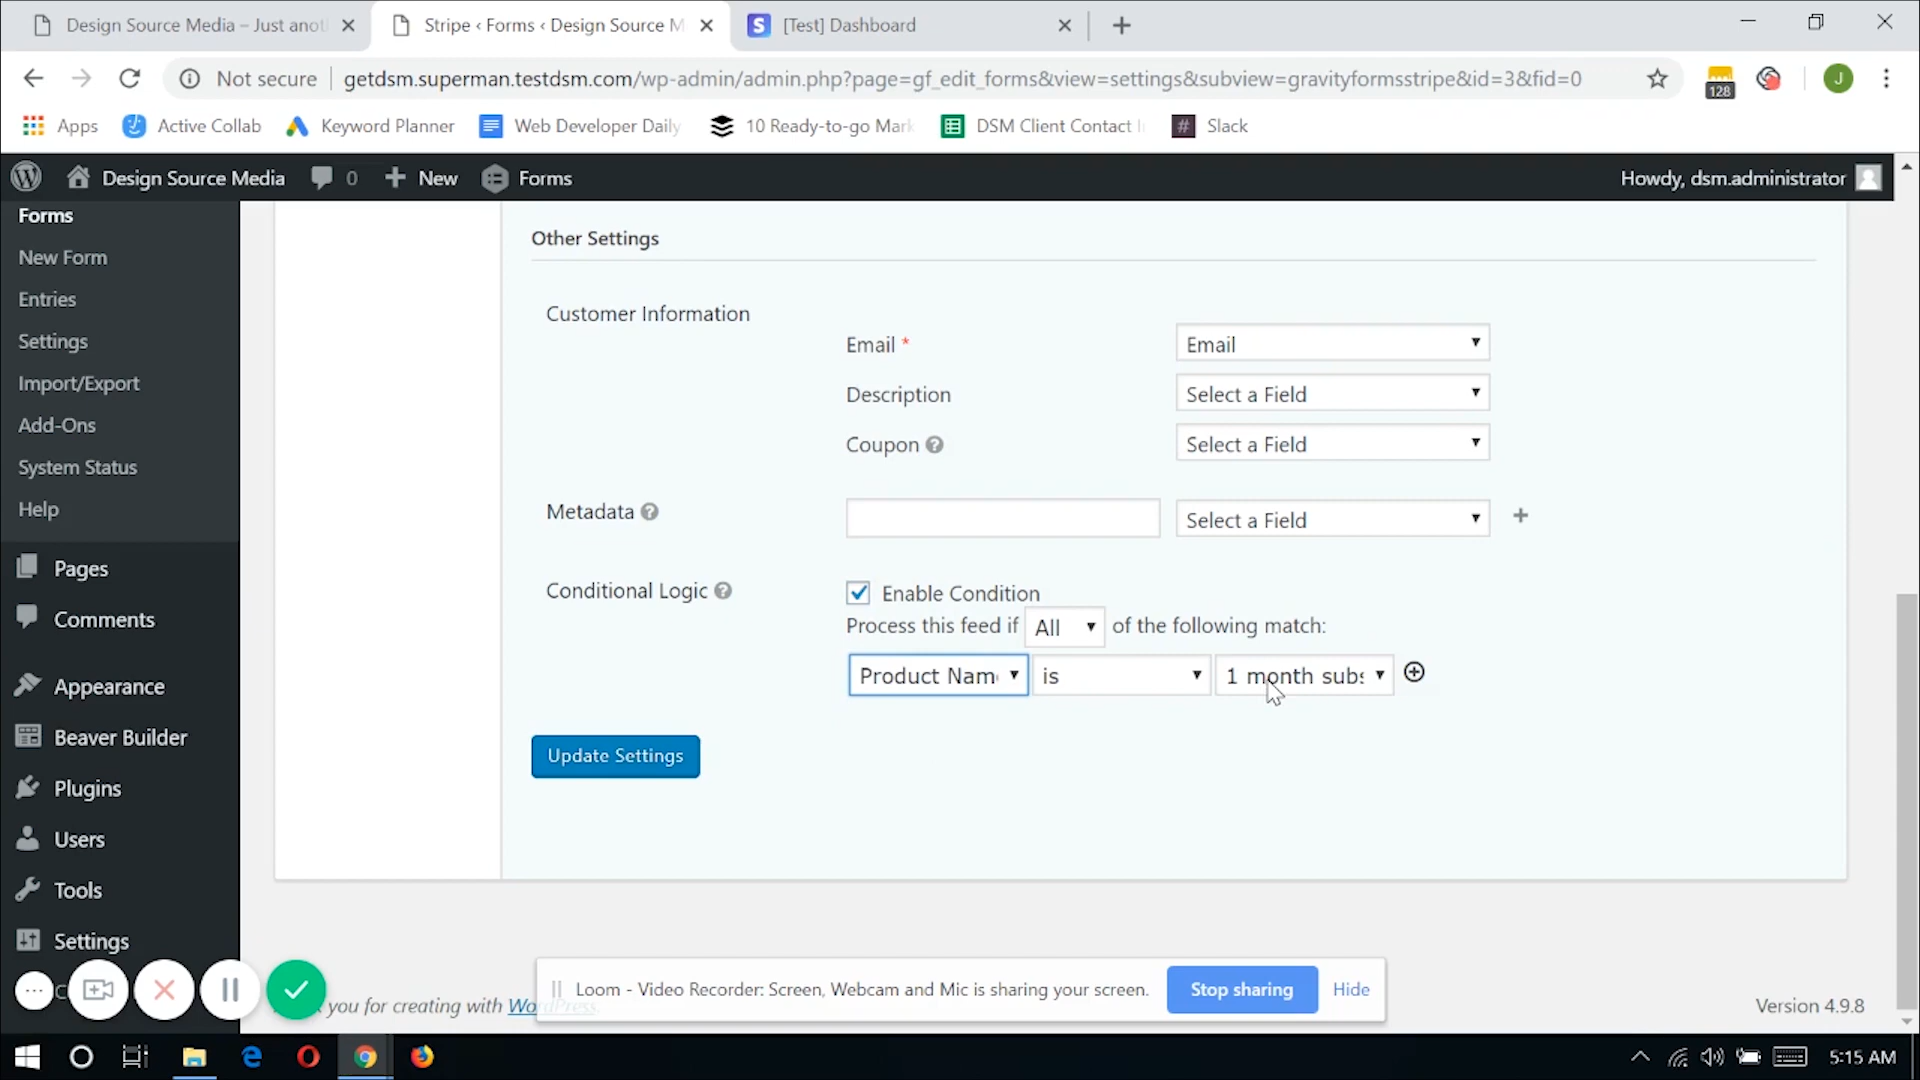 Design Source Media – Just anot
Stripe ‹ Forms ‹ Design Source M
S [Test] Dashboard
Not secure
getdsm.superman.testdsm.com/wp-admin/admin.php?page=gf_edit_forms&view=settings&subview=gravityformsstripe&id=3&fid=0
128
J
Apps
Active Collab
Keyword Planner
Web Developer Daily
10 Ready-to-go Mark
DSM Client Contact I
# Slack
Design Source Media
0
New
Forms
Howdy, dsm.administrator
Forms
New Form
Entries
Settings
Import/Export
Add-Ons
System Status
Help
Pages
Comments
Appearance
Beaver Builder
Plugins
Users
Tools
Settings
C
Other Settings
Customer Information
Email *
Email
Description
Select a Field
Coupon ?
Select a Field
Metadata ?
Select a Field
+
Conditional Logic ?
Enable Condition
Process this feed if All of the following match:
Product Nam
is
1 month subs
Update Settings
Loom - Video Recorder: Screen, Webcam and Mic is sharing your screen.
Stop sharing
Hide
you for creating with WordPress.
Version 4.9.8
5:15 AM